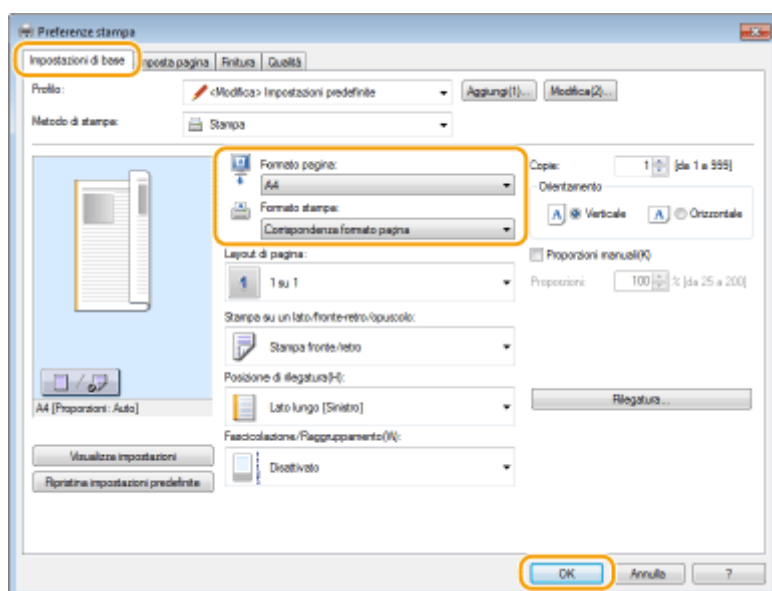 Preferenze stampa
Impostazioni di base
Imposta pagina
Finitura
Qualità
Profilo:
<Modifica> Impostazioni predefinite
Aggiungi(1)...
Modifica(2)...
Metodo di stampa:
Stampa
Formato pagina:
A4
Formato stampa:
Corrispondenza formato pagina
Copie:
1
[da 1 a 999]
Orientamento
A
Verticale
A
Orizzontale
Layout di pagina:
1
1 su 1
Proporzioni manuali(K)
Proporzioni:
100
% [da 25 a 200]
Stampa su un lato/fronte-retro/opuscolo:
Stampa fronte/retro
Posizione di rilegatura(H):
Lato lungo [Sinistro]
Rilegatura...
A4 [Proporzioni: Auto]
Fascicolazione/Raggruppamento(W):
Disattivato
Visualizza impostazioni
Ripristina impostazioni predefinite
OK
Annulla
?